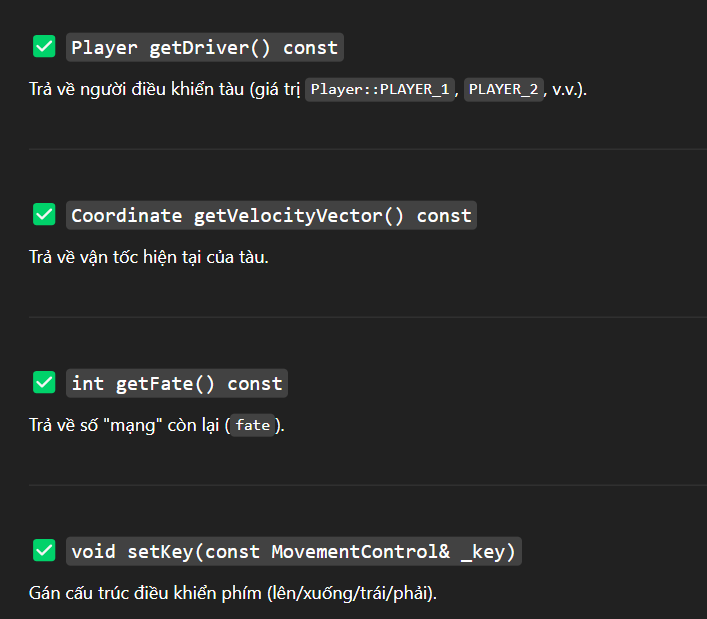 Player getDriver() const
Trả về người điều khiển tàu (giá trị Player::PLAYER_1, PLAYER_2, v.v.).
Coordinate getVelocityVector() const
Trả về vận tốc hiện tại của tàu.
int getFate() const
Trả về số "mạng" còn lại (fate).
void setKey(const MovementControl& _key)
Gán cấu trúc điều khiển phím (lên/xuống/trái/phải).